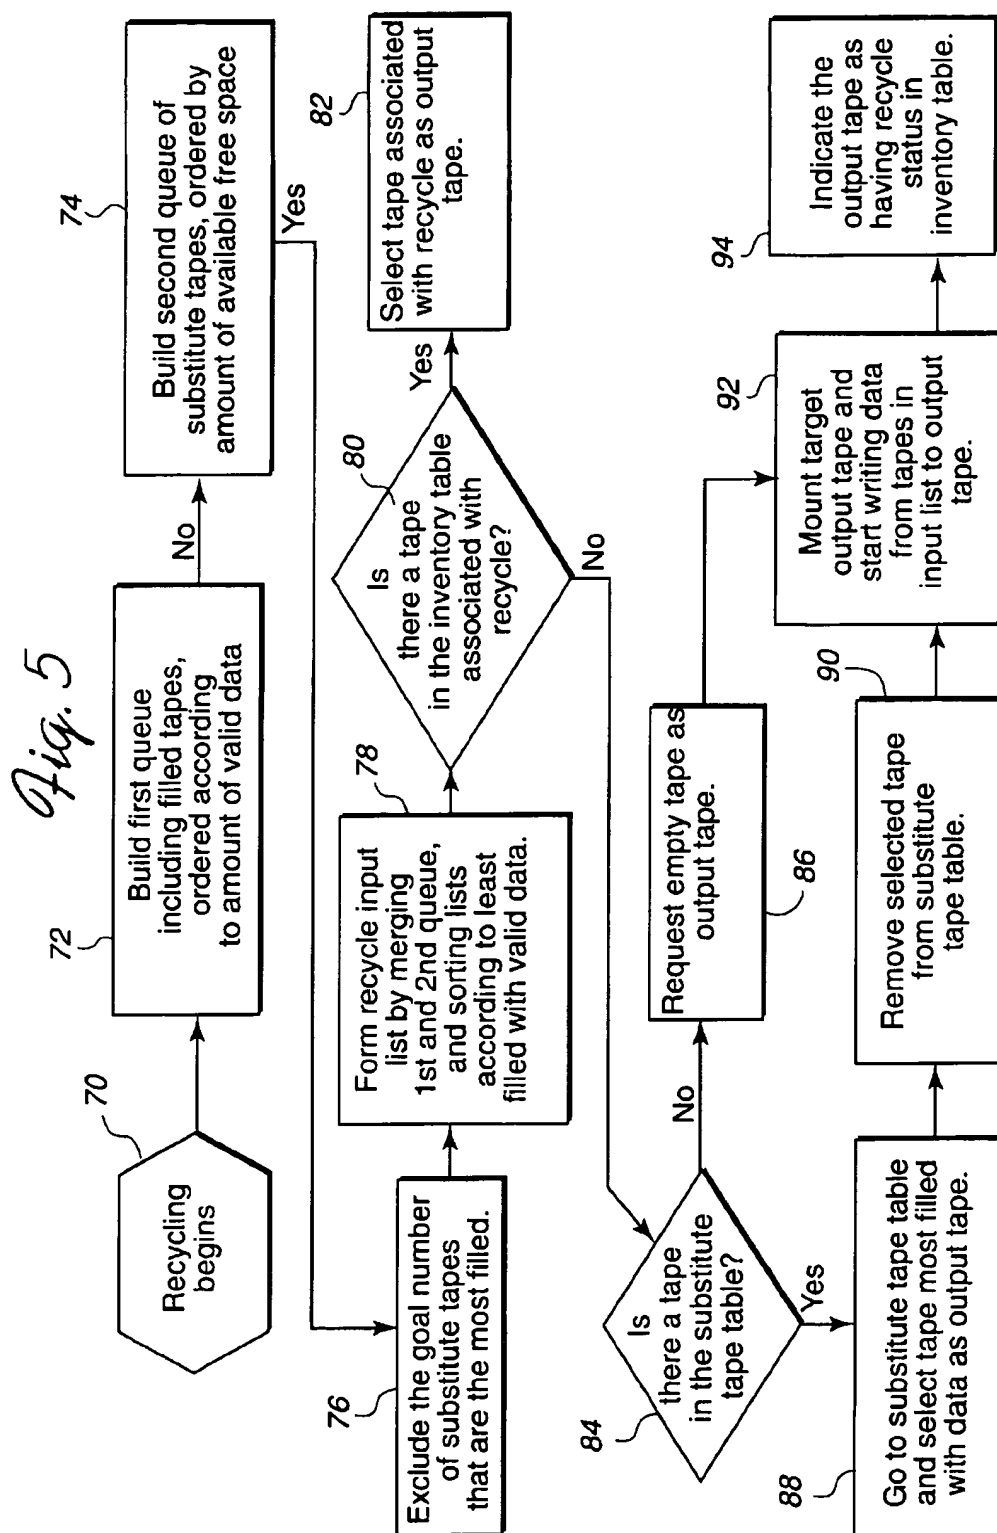 Fig. 5
70
Recycling
begins
72
Build first queue
including filled tapes,
ordered according
to amount of valid data
No
74
Build second queue of
substitute tapes, ordered by
amount of available free space
Yes
76
Exclude the goal number
of substitute tapes
that are the most filled.
78
Form recycle input
list by merging
1st and 2nd queue,
and sorting lists
according to least
filled with valid data.
80
Is
there a tape
in the inventory table
associated with
recycle?
Yes
No
82
Select tape associated
with recycle as output
tape.
84
Is
there a tape
in the substitute
tape table?
No
Yes
86
Request empty tape as
output tape.
88
Go to substitute tape table
and select tape most filled
with data as output tape.
90
Remove selected tape
from substitute
tape table.
92
Mount target
output tape and
start writing data
from tapes in
input list to output
tape.
94
Indicate the
output tape as
having recycle
status in
inventory table.